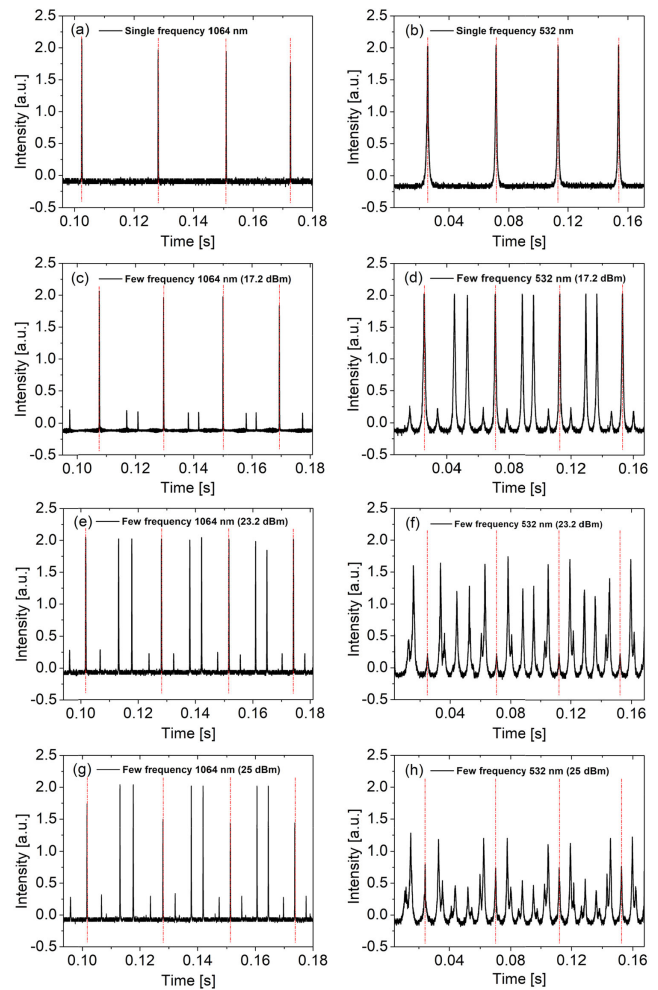 (a) Single frequency 1064 nm
Intensity [a.u.]
2.0
1.5
1.0
0.5
0.0
-0.5
0.10 0.12 0.14 0.16 0.18
Time [s]
(b) Single frequency 532 nm
Intensity [a.u.]
2.0
1.5
1.0
0.5
0.0
-0.5
0.04 0.08 0.12 0.16
Time [s]
(c) Few frequency 1064 nm (17.2 dBm)
Intensity [a.u.]
2.5
2.0
1.5
1.0
0.5
0.0
-0.5
0.10 0.12 0.14 0.16 0.18
Time [s]
(d) Few frequency 532 nm (17.2 dBm)
Intensity [a.u.]
2.5
2.0
1.5
1.0
0.5
0.0
-0.5
0.04 0.08 0.12 0.16
Time [s]
(e) Few frequency 1064 nm (23.2 dBm)
Intensity [a.u.]
2.5
2.0
1.5
1.0
0.5
0.0
-0.5
0.10 0.12 0.14 0.16 0.18
Time [s]
(f) Few frequency 532 nm (23.2 dBm)
Intensity [a.u.]
2.5
2.0
1.5
1.0
0.5
0.0
-0.5
0.04 0.08 0.12 0.16
Time [s]
(g) Few frequency 1064 nm (25 dBm)
Intensity [a.u.]
2.5
2.0
1.5
1.0
0.5
0.0
-0.5
0.10 0.12 0.14 0.16 0.18
Time [s]
(h) Few frequency 532 nm (25 dBm)
Intensity [a.u.]
2.5
2.0
1.5
1.0
0.5
0.0
-0.5
0.04 0.08 0.12 0.16
Time [s]